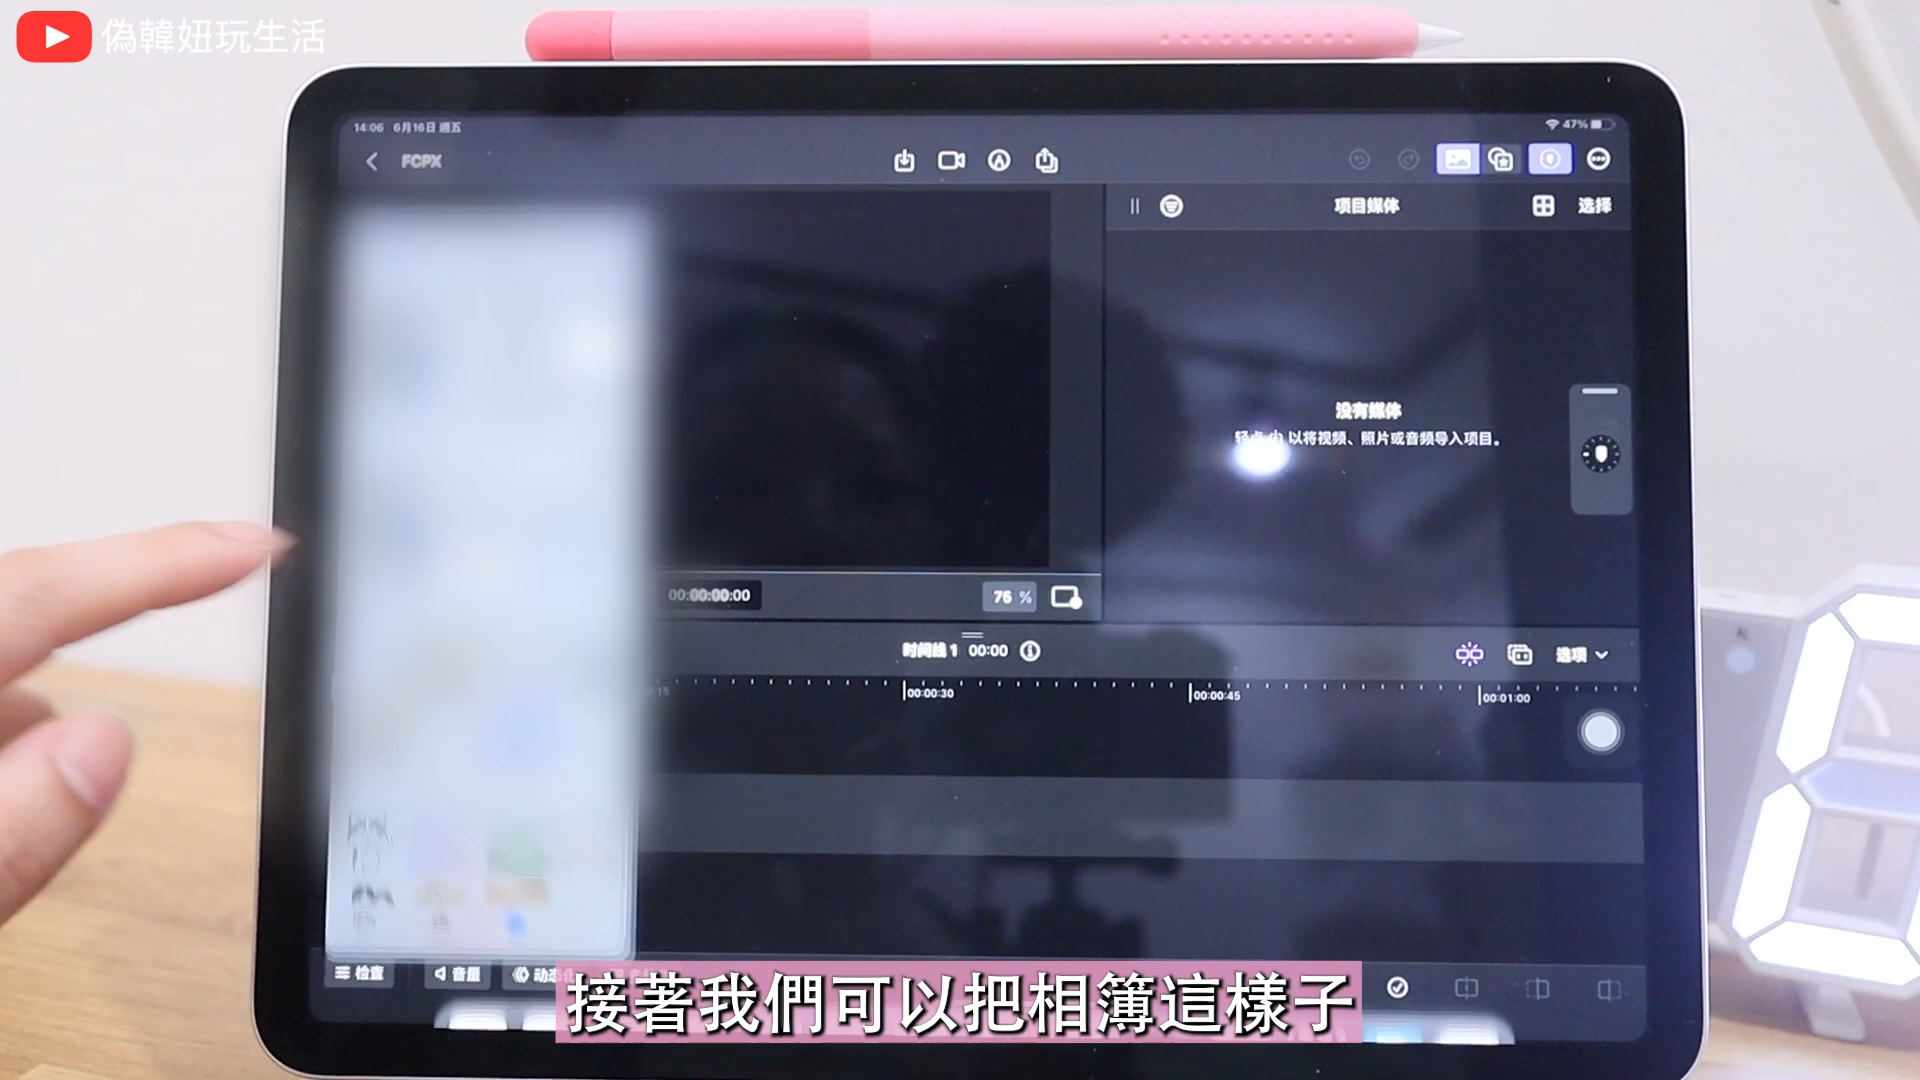 偽韓妞玩生活
14:06 6月16日 週五
47%
FCPX
项目媒体
选择
没有媒体
以将视频、照片或音频导入项目。
00:00:00:00
75 %
时间线 1 00:00
选项
00:00:30
00:00:45
00:01:00
检查
音量
接著我們可以把相簿這樣子